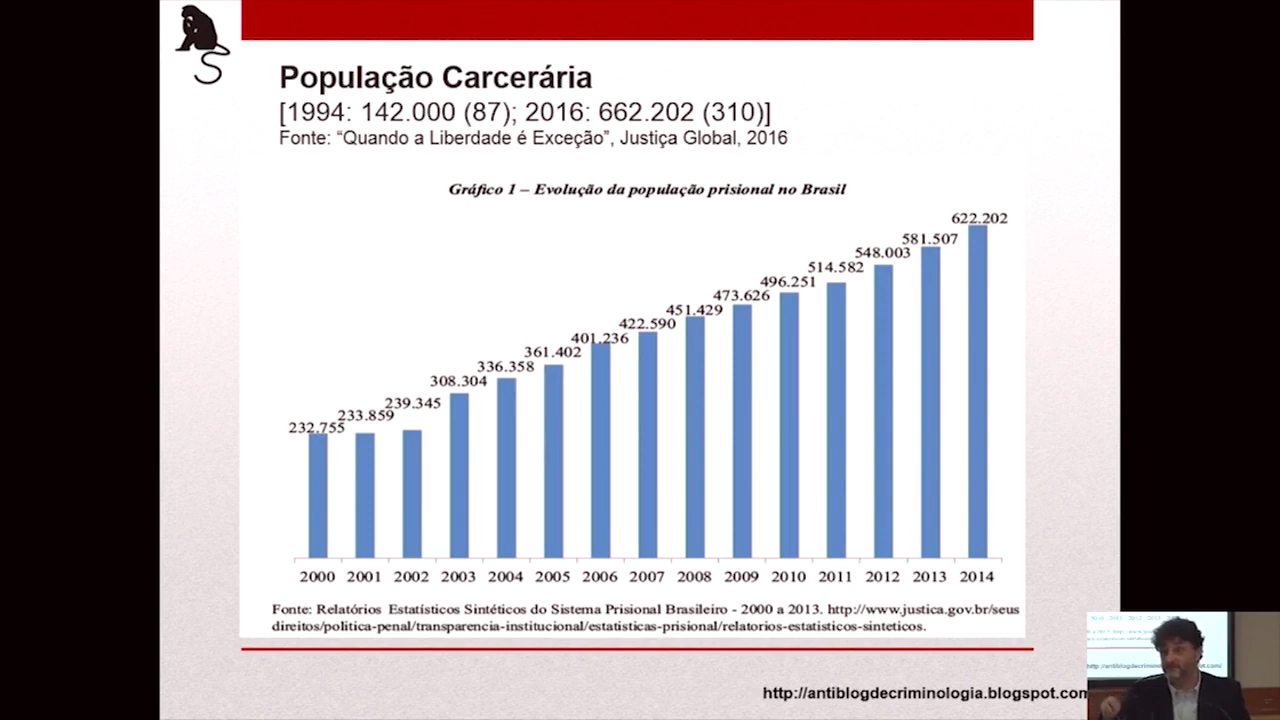 População Carcerária
[1994: 142.000 (87); 2016: 662.202 (310)]
Fonte: “Quando a Liberdade é Exceção”, Justiça Global, 2016
Gráfico 1 – Evolução da população prisional no Brasil
232.755
233.859
239.345
308.304
336.358
361.402
401.236
422.590
451.429
473.626
496.251
514.582
548.003
581.507
622.202
2000 2001 2002 2003 2004 2005 2006 2007 2008 2009 2010 2011 2012 2013 2014
Fonte: Relatórios Estatísticos Sintéticos do Sistema Prisional Brasileiro - 2000 a 2013. http://www.justica.gov.br/seus
direitos/politica-penal/transparencia-institucional/estatisticas-prisional/relatorios-estatisticos-sinteticos.
http://antiblogdecriminologia.blogspot.com